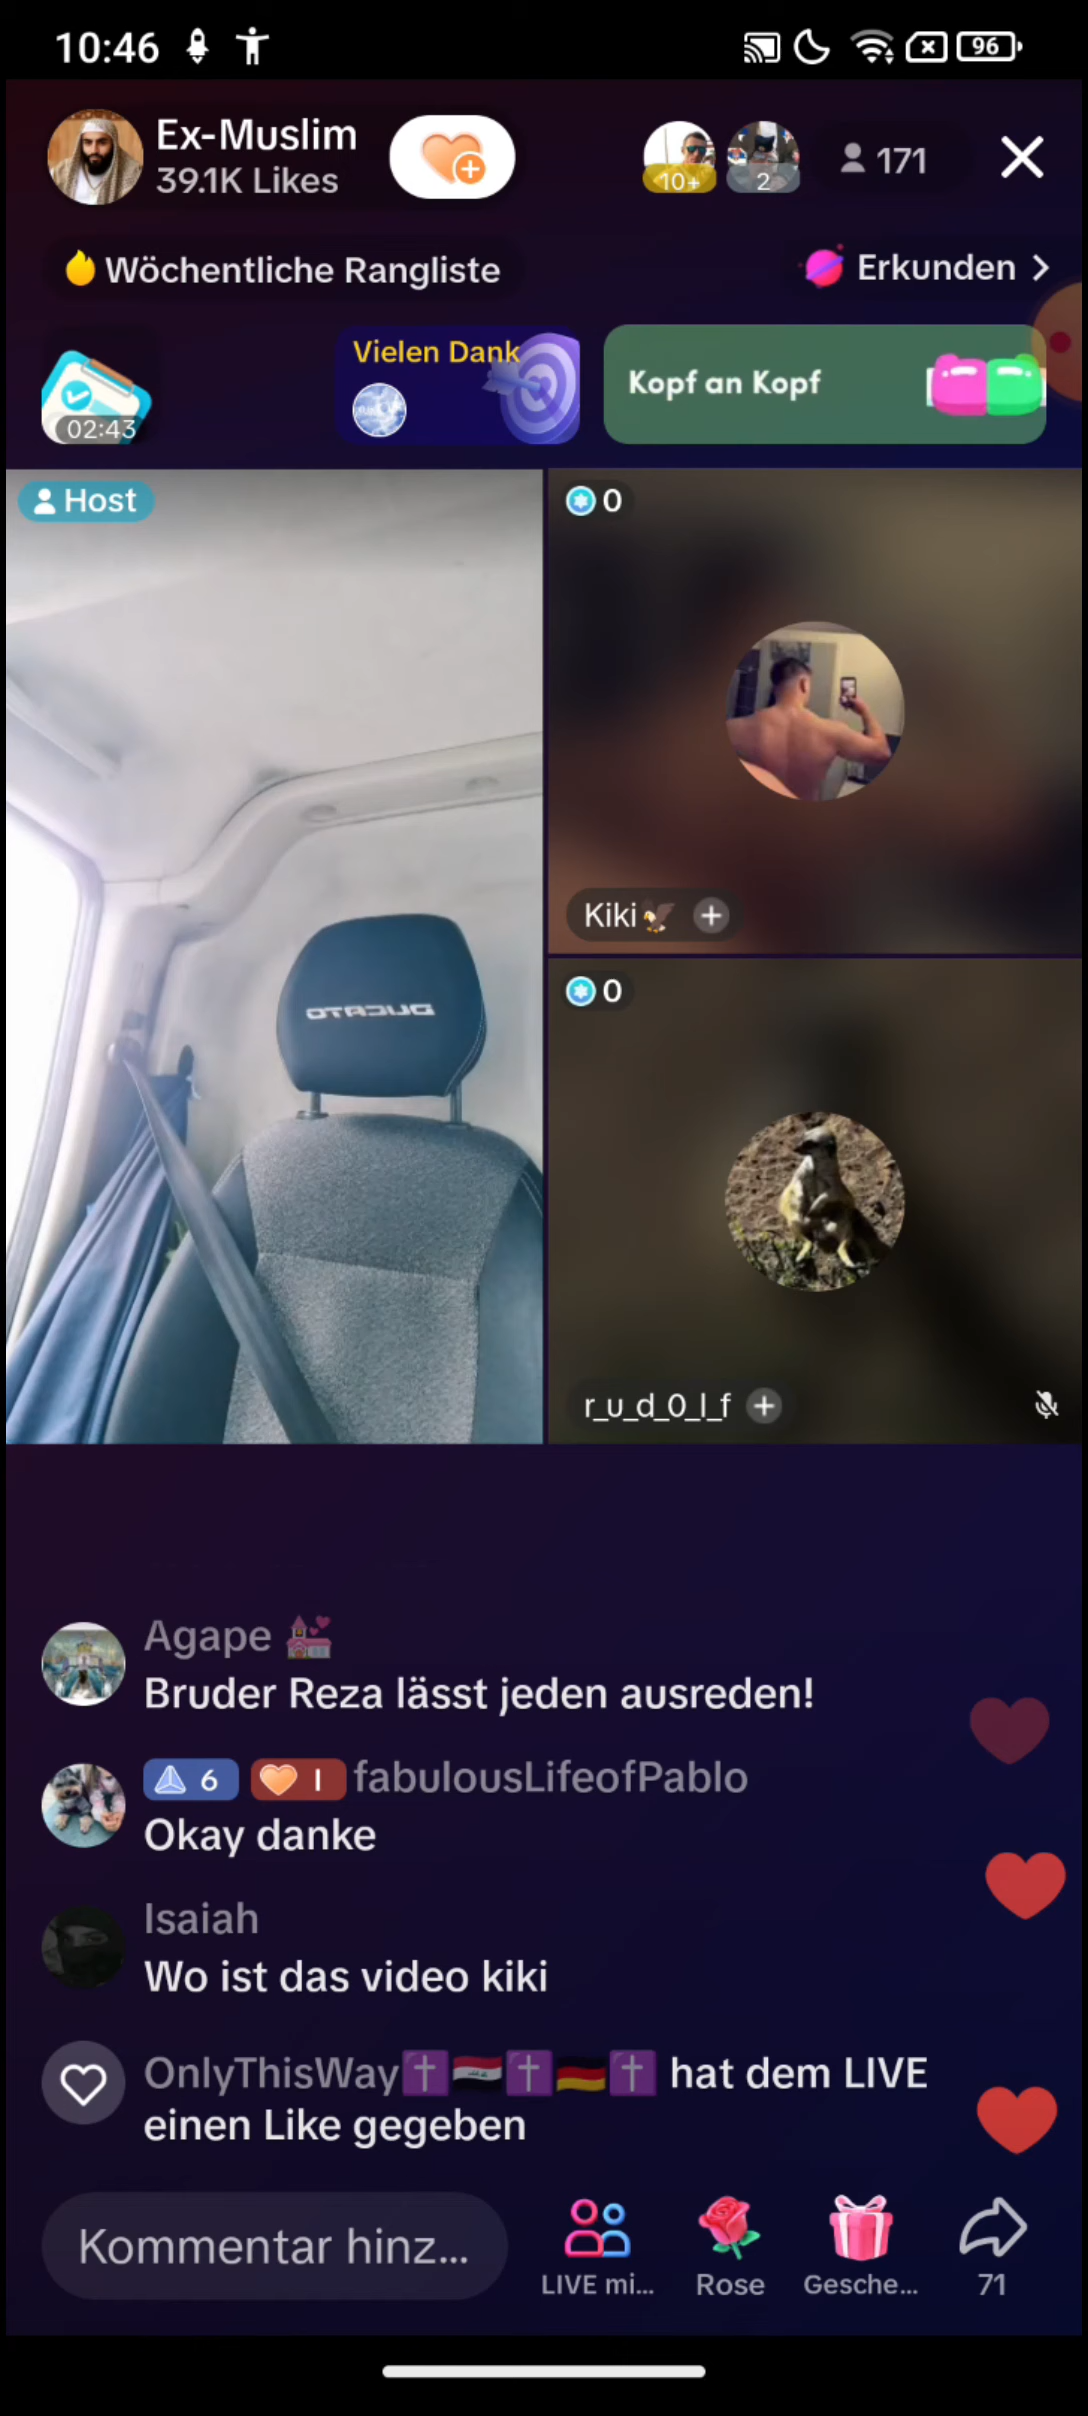 10:46
96
Ex-Muslim
39.1K Likes
10+
2
171
Wöchentliche Rangliste
Erkunden
02:43
Vielen Dank
Kopf an Kopf
Host
DUCATO
0
Kiki
0
r_u_d_0_l_f
Agape
Bruder Reza lässt jeden ausreden!
6 I fabulousLifeofPablo
Okay danke
Isaiah
Wo ist das video kiki
OnlyThisWay hat dem LIVE
einen Like gegeben
Kommentar hinz...
LIVE mi...
Rose
Gesche...
71